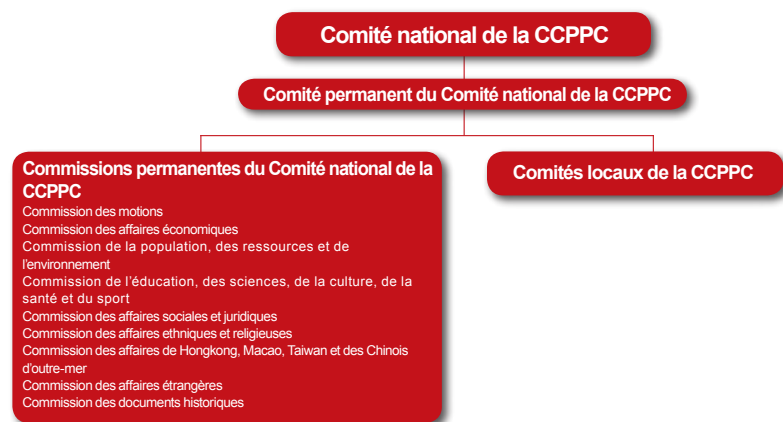 Comité national de la CCPPC
Comité permanent du Comité national de la CCPPC
Commissions permanentes du Comité national de la
CCPPC
Commission des motions
Commission des affaires économiques
Commission de la population, des ressources et de
l'environnement
Commission de l'éducation, des sciences, de la culture, de la
santé et du sport
Commission des affaires sociales et juridiques
Commission des affaires ethniques et religieuses
Commission des affaires de Hongkong, Macao, Taiwan et des Chinois
d'outre-mer
Commission des affaires étrangères
Commission des documents historiques
Comités locaux de la CCPPC